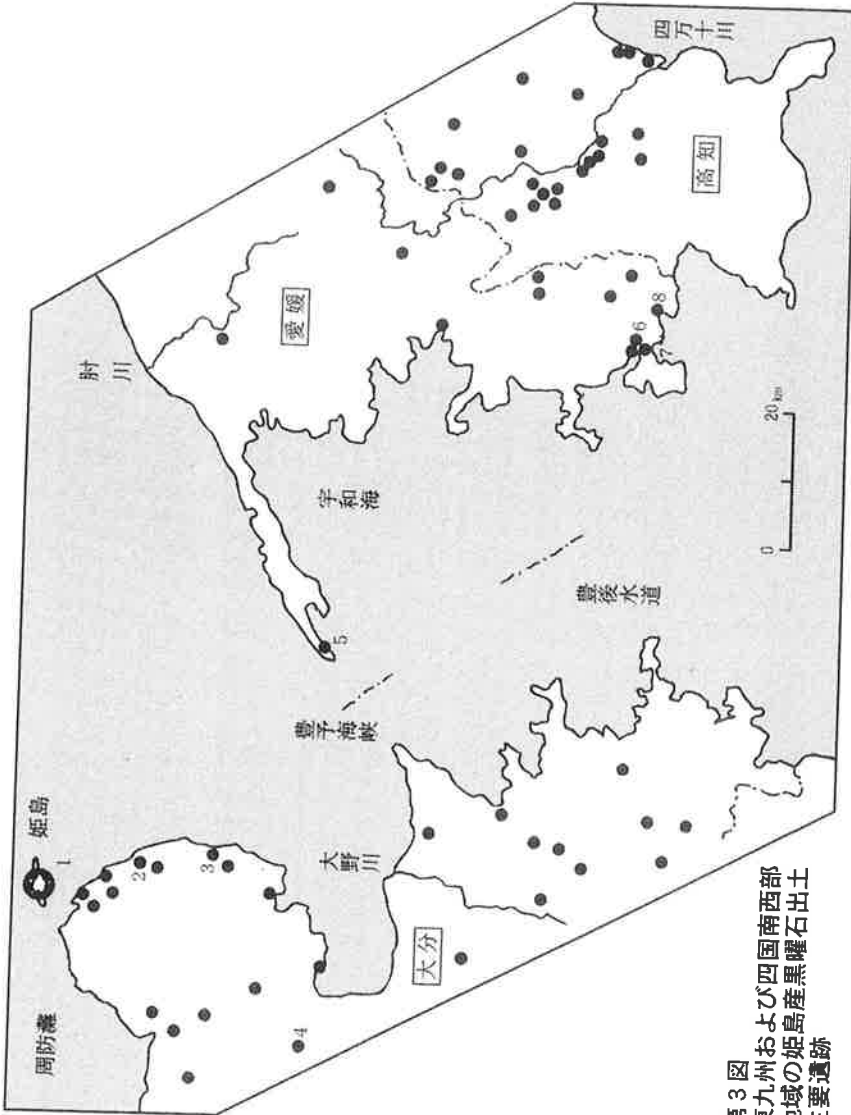 周防灘
姫島
1
2
3
4
大野川
大分
豊予海峡
5
肘川
愛媛
宇和海
豊後水道
6
7
8
高知
四万十川
0
20km
第3図
東九州および四国南西部
地域の姫島産黒曜石出土
主要遺跡